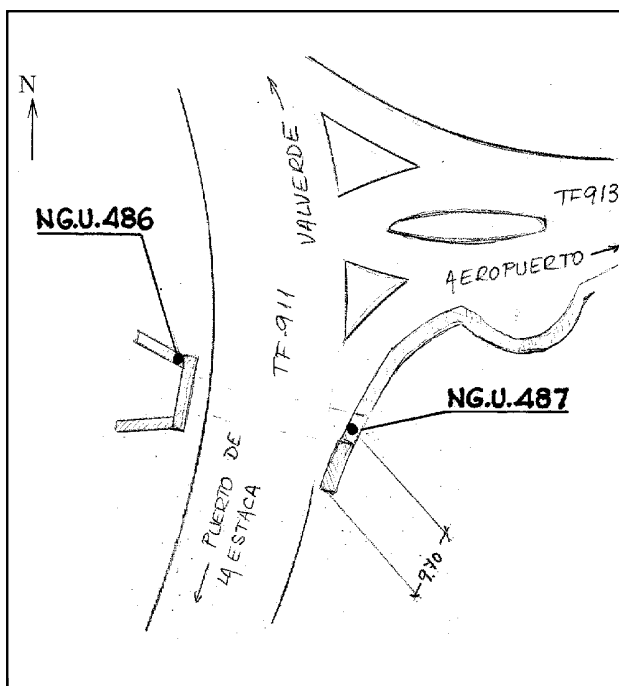 N
NG.U.486
VALVERDE
TF-911
TF913
AEROPUERTO
NG.U.487
PUERTO DE
LA ESTACA
9.70